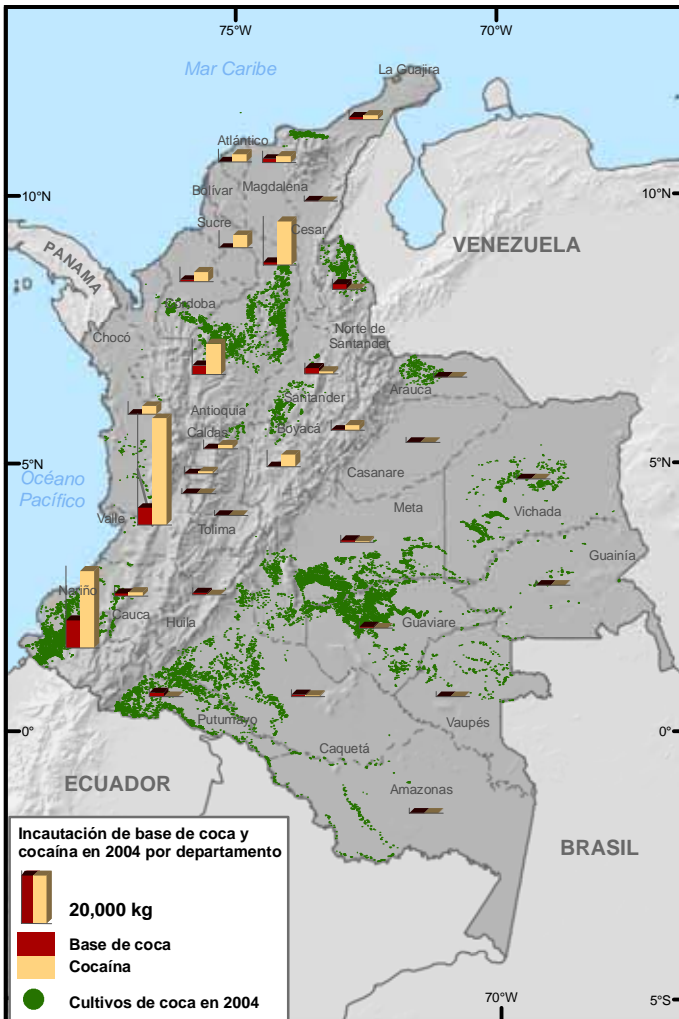 75°W
70°W
Mar Caribe
La Guajira
Atlántico
Magdalena
10°N
10°N
Bolívar
Sucre
Cesar
VENEZUELA
PANAMA
D
Córdoba
Chocó
Norte de
Santander
Antioquia
Santander
Arauca
Caldas
Boyacá
5°N
5°N
Océano
Pacífico
Casanare
Meta
Vichada
Valle
Tolima
Guainía
Nariño
Cauca
Huila
Guaviare
0°
0°
Putumayo
Vaupés
Caquetá
ECUADOR
Amazonas
BRASIL
Incautación de base de coca y
cocaína en 2004 por departamento
20,000 kg
Base de coca
Cocaína
Cultivos de coca en 2004
70°W
5°S